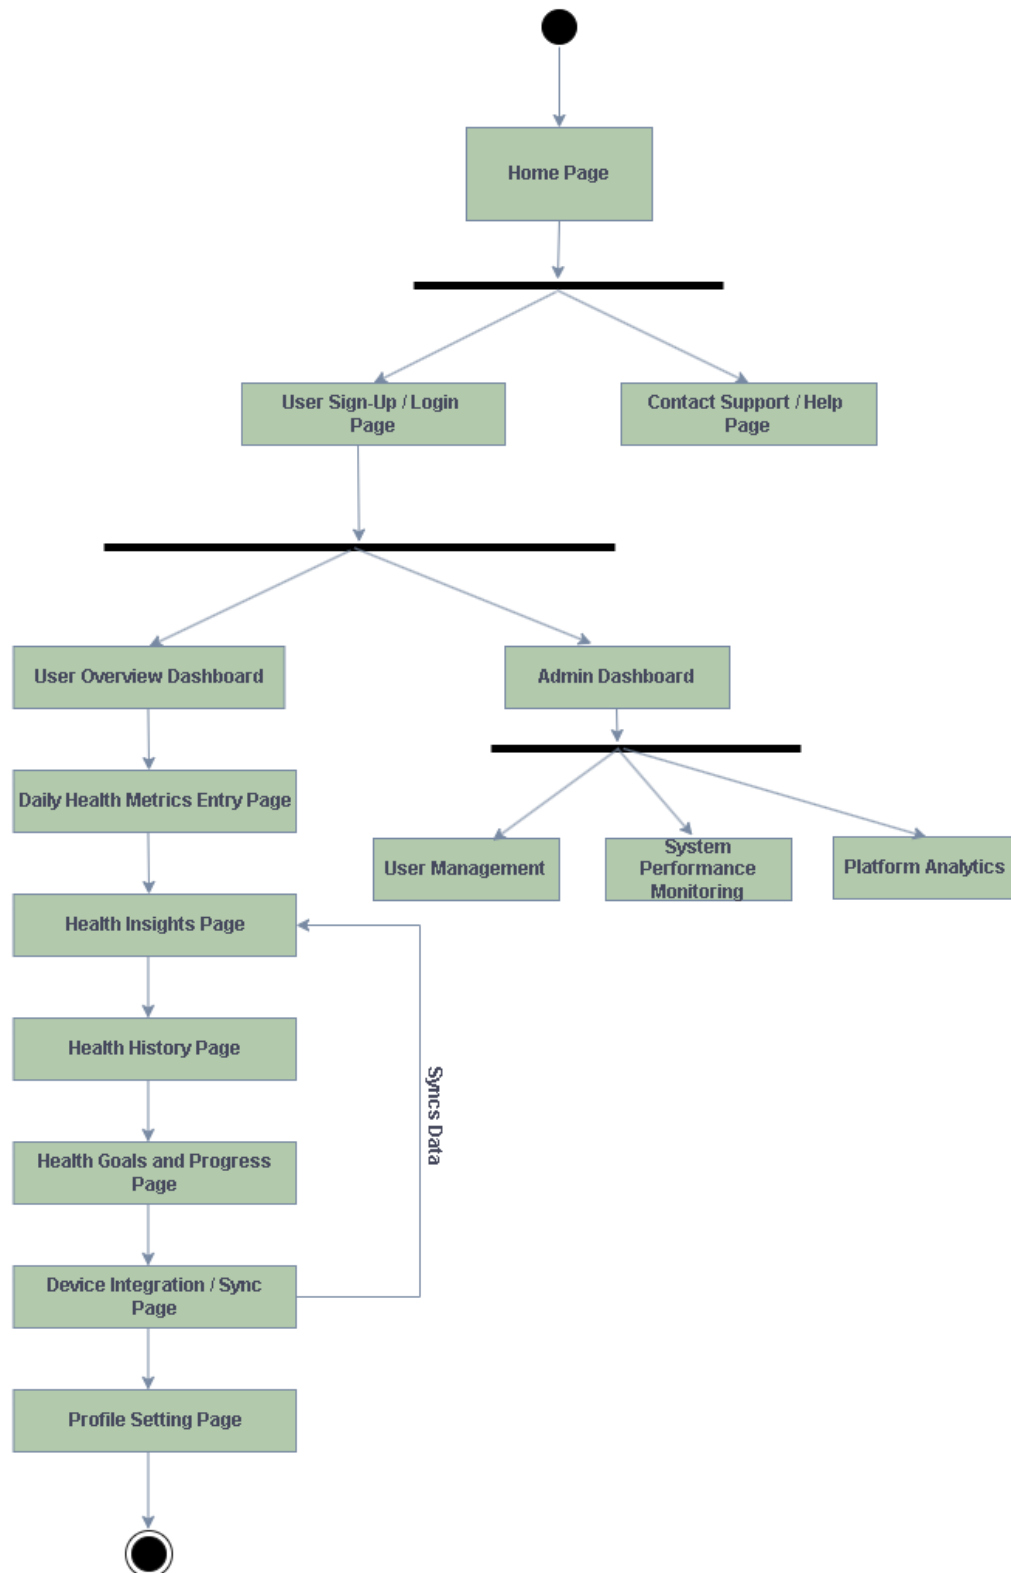 Home Page
User Sign-Up / Login
Page
Contact Support / Help
Page
User Overview Dashboard
Admin Dashboard
Daily Health Metrics Entry Page
User Management
System
Performance
Monitoring
Platform Analytics
Health Insights Page
Health History Page
Syncs Data
Health Goals and Progress
Page
Device Integration / Sync
Page
Profile Setting Page